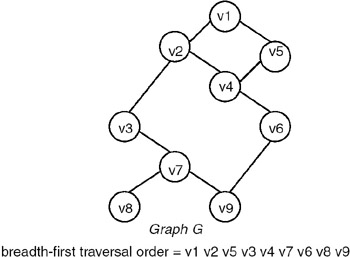 v1
v2
v5
v4
v3
v6
v7
v8
v9
Graph G
breadth-first traversal order = v1 v2 v5 v3 v4 v7 v6 v8 v9